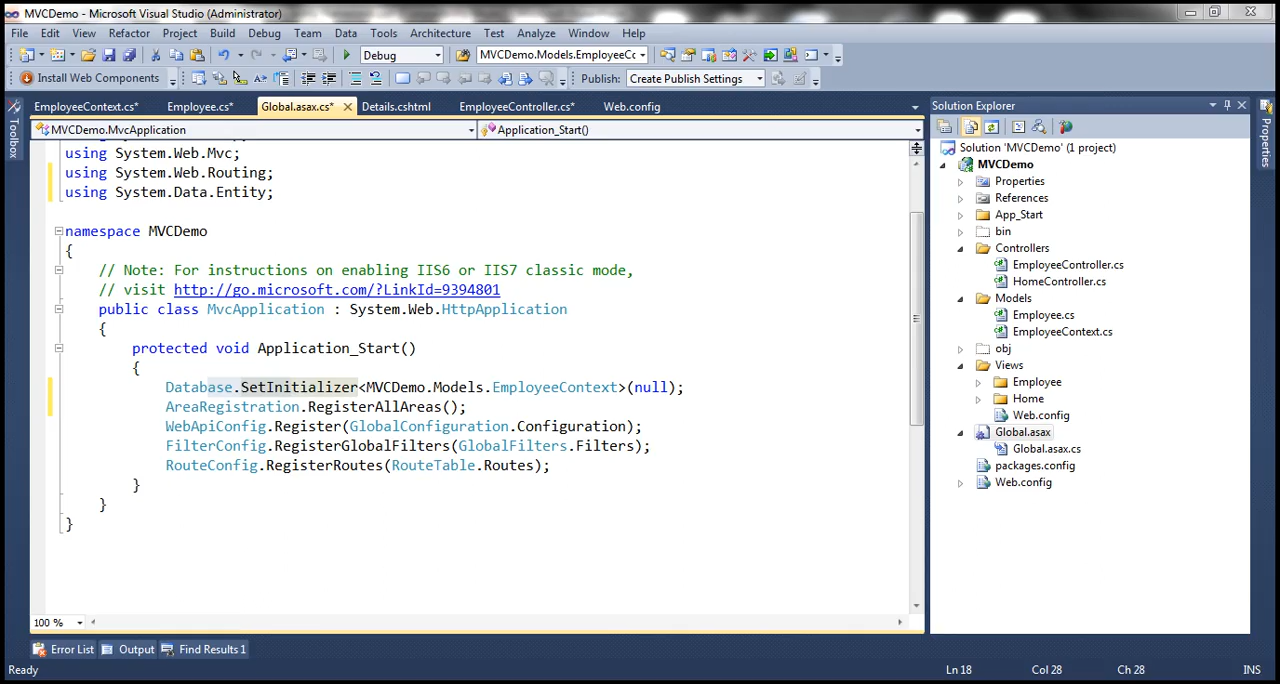 MVCDemo - Microsoft Visual Studio (Administrator)
File Edit View Refactor Project Build Debug Team Data Tools Architecture Test Analyze Window Help
Debug MVCDemo.Models.EmployeeCc
Install Web Components Publish: Create Publish Settings
EmployeeContext.cs* Employee.cs* Global.asax.cs* Details.cshtml EmployeeController.cs* Web.config
MVCDemo.MvcApplication Application_Start()
using System.Web.Mvc;
using System.Web.Routing;
using System.Data.Entity;
namespace MVCDemo
{
// Note: For instructions on enabling IIS6 or IIS7 classic mode,
// visit http://go.microsoft.com/?LinkId=9394801
public class MvcApplication : System.Web.HttpApplication
{
protected void Application_Start()
{
Database.SetInitializer<MVCDemo.Models.EmployeeContext>(null);
AreaRegistration.RegisterAllAreas();
WebApiConfig.Register(GlobalConfiguration.Configuration);
FilterConfig.RegisterGlobalFilters(GlobalFilters.Filters);
RouteConfig.RegisterRoutes(RouteTable.Routes);
}
}
}
100 %
Toolbox
Solution Explorer
Solution 'MVCDemo' (1 project)
MVCDemo
Properties
References
App_Start
bin
Controllers
EmployeeController.cs
HomeController.cs
Models
Employee.cs
EmployeeContext.cs
obj
Views
Employee
Home
Web.config
Global.asax
Global.asax.cs
packages.config
Web.config
Properties
Error List Output Find Results 1
Ready Ln 18 Col 28 Ch 28 INS